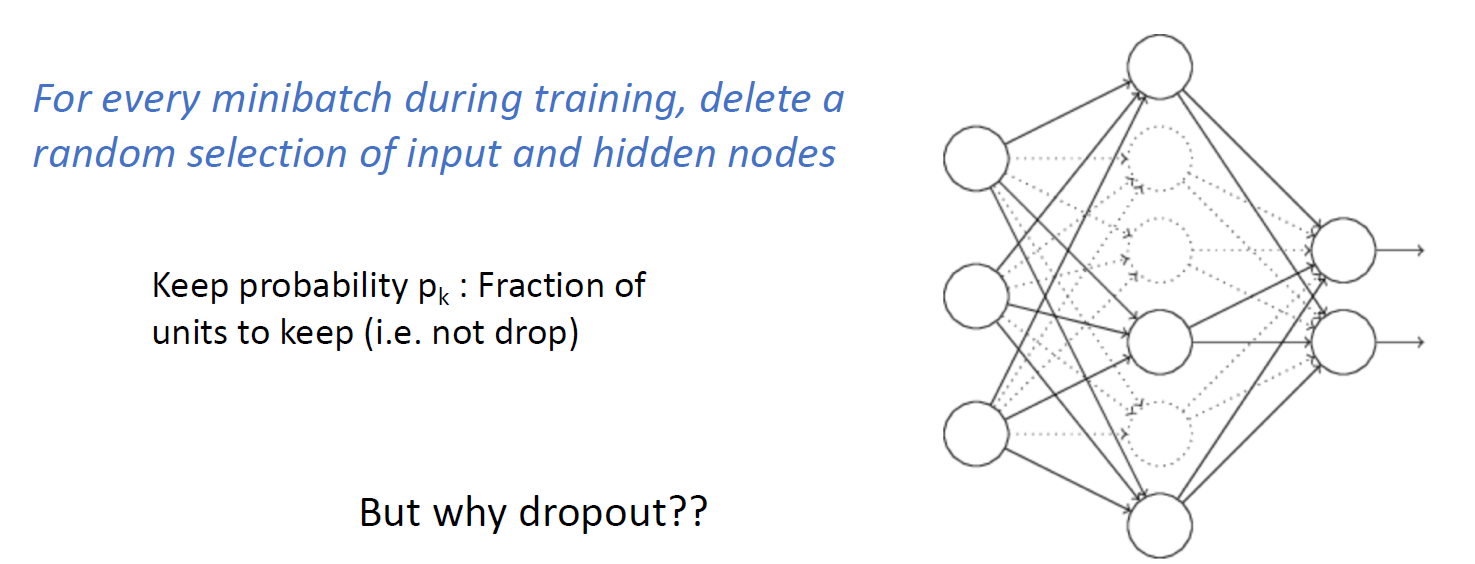 For every minibatch during training, delete a
random selection of input and hidden nodes
Keep probability pk : Fraction of
units to keep (i.e. not drop)
But why dropout??